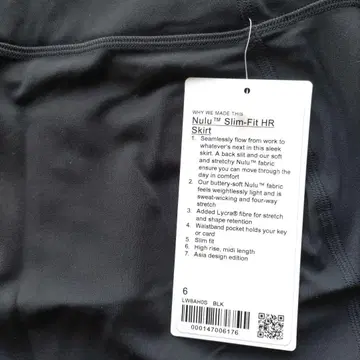 WHY WE MADE THIS
Nulu™ Slim-Fit HR
Skirt
1. Seamlessly flow from work to
whatever's next in this sleek
skirt. A back slit and our soft
and stretchy Nulu™ fabric
ensure you can move through the
day in comfort
2. Our buttery-soft Nulu™ fabric
feels weightlessly light and is
sweat-wicking and four-way
stretch
3. Added Lycra® fibre for stretch
and shape retention
4. Waistband pocket holds your key
or card
5. Slim fit
6. High rise, midi length
7. Asia design edition
6
LW8AH0S BLK
000147006176